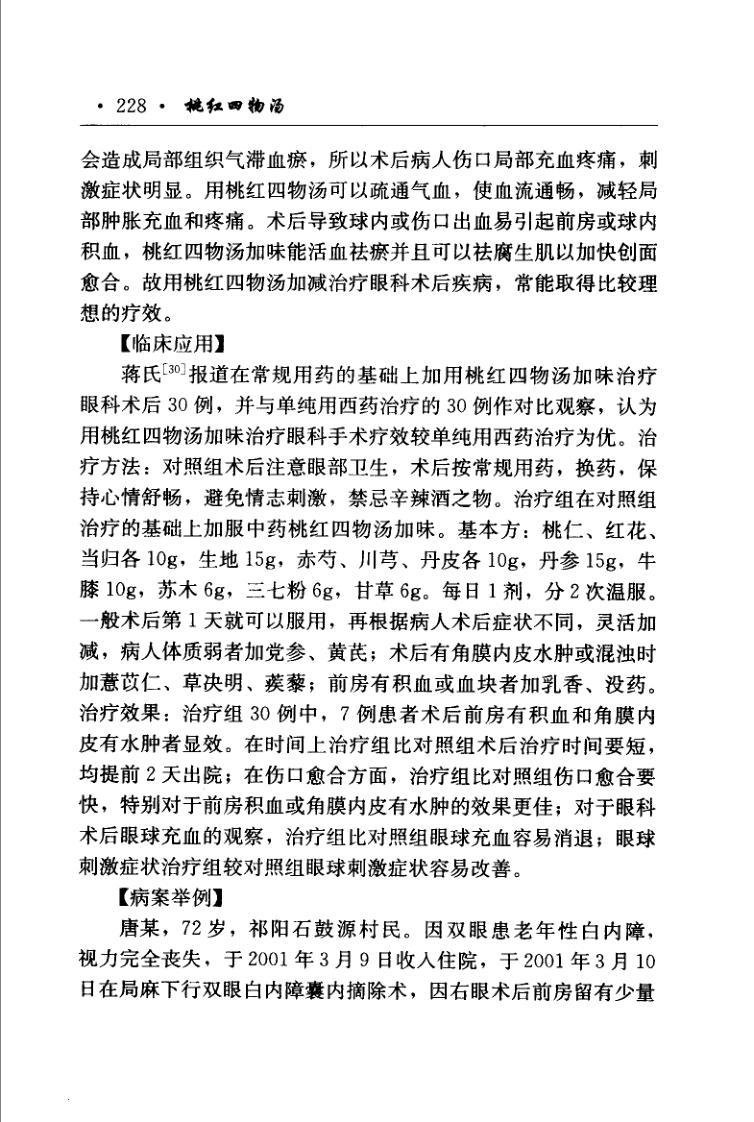 · 228 · 桃红四物汤
会造成局部组织气滞血瘀，所以术后病人伤口局部充血疼痛，刺
激症状明显。用桃红四物汤可以疏通气血，使血流通畅，减轻局
部肿胀充血和疼痛。术后导致球内或伤口出血易引起前房或球内
积血，桃红四物汤加味能活血祛瘀并且可以祛腐生肌以加快创面
愈合。故用桃红四物汤加减治疗眼科术后疾病，常能取得比较理
想的疗效。
【临床应用】
蒋氏[30]报道在常规用药的基础上加用桃红四物汤加味治疗
眼科术后 30 例，并与单纯用西药治疗的 30 例作对比观察，认为
用桃红四物汤加味治疗眼科手术疗效较单纯用西药治疗为优。治
疗方法：对照组术后注意眼部卫生，术后按常规用药，换药，保
持心情舒畅，避免情志刺激，禁忌辛辣酒之物。治疗组在对照组
治疗的基础上加服中药桃红四物汤加味。基本方：桃仁、红花、
当归各 10g，生地 15g，赤芍、川芎、丹皮各 10g，丹参 15g，牛
膝 10g，苏木 6g，三七粉 6g，甘草 6g。每日 1 剂，分 2 次温服。
一般术后第 1 天就可以服用，再根据病人术后症状不同，灵活加
减，病人体质弱者加党参、黄芪；术后有角膜内皮水肿或混浊时
加薏苡仁、草决明、蒺藜；前房有积血或血块者加乳香、没药。
治疗效果：治疗组 30 例中，7 例患者术后前房有积血和角膜内
皮有水肿者显效。在时间上治疗组比对照组术后治疗时间要短，
均提前 2 天出院；在伤口愈合方面，治疗组比对照组伤口愈合要
快，特别对于前房积血或角膜内皮有水肿的效果更佳；对于眼科
术后眼球充血的观察，治疗组比对照组眼球充血容易消退；眼球
刺激症状治疗组较对照组眼球刺激症状容易改善。
【病案举例】
唐某，72 岁，祁阳石鼓源村民。因双眼患老年性白内障，
视力完全丧失，于 2001 年 3 月 9 日收入住院，于 2001 年 3 月 10
日在局麻下行双眼白内障囊内摘除术，因右眼术后前房留有少量